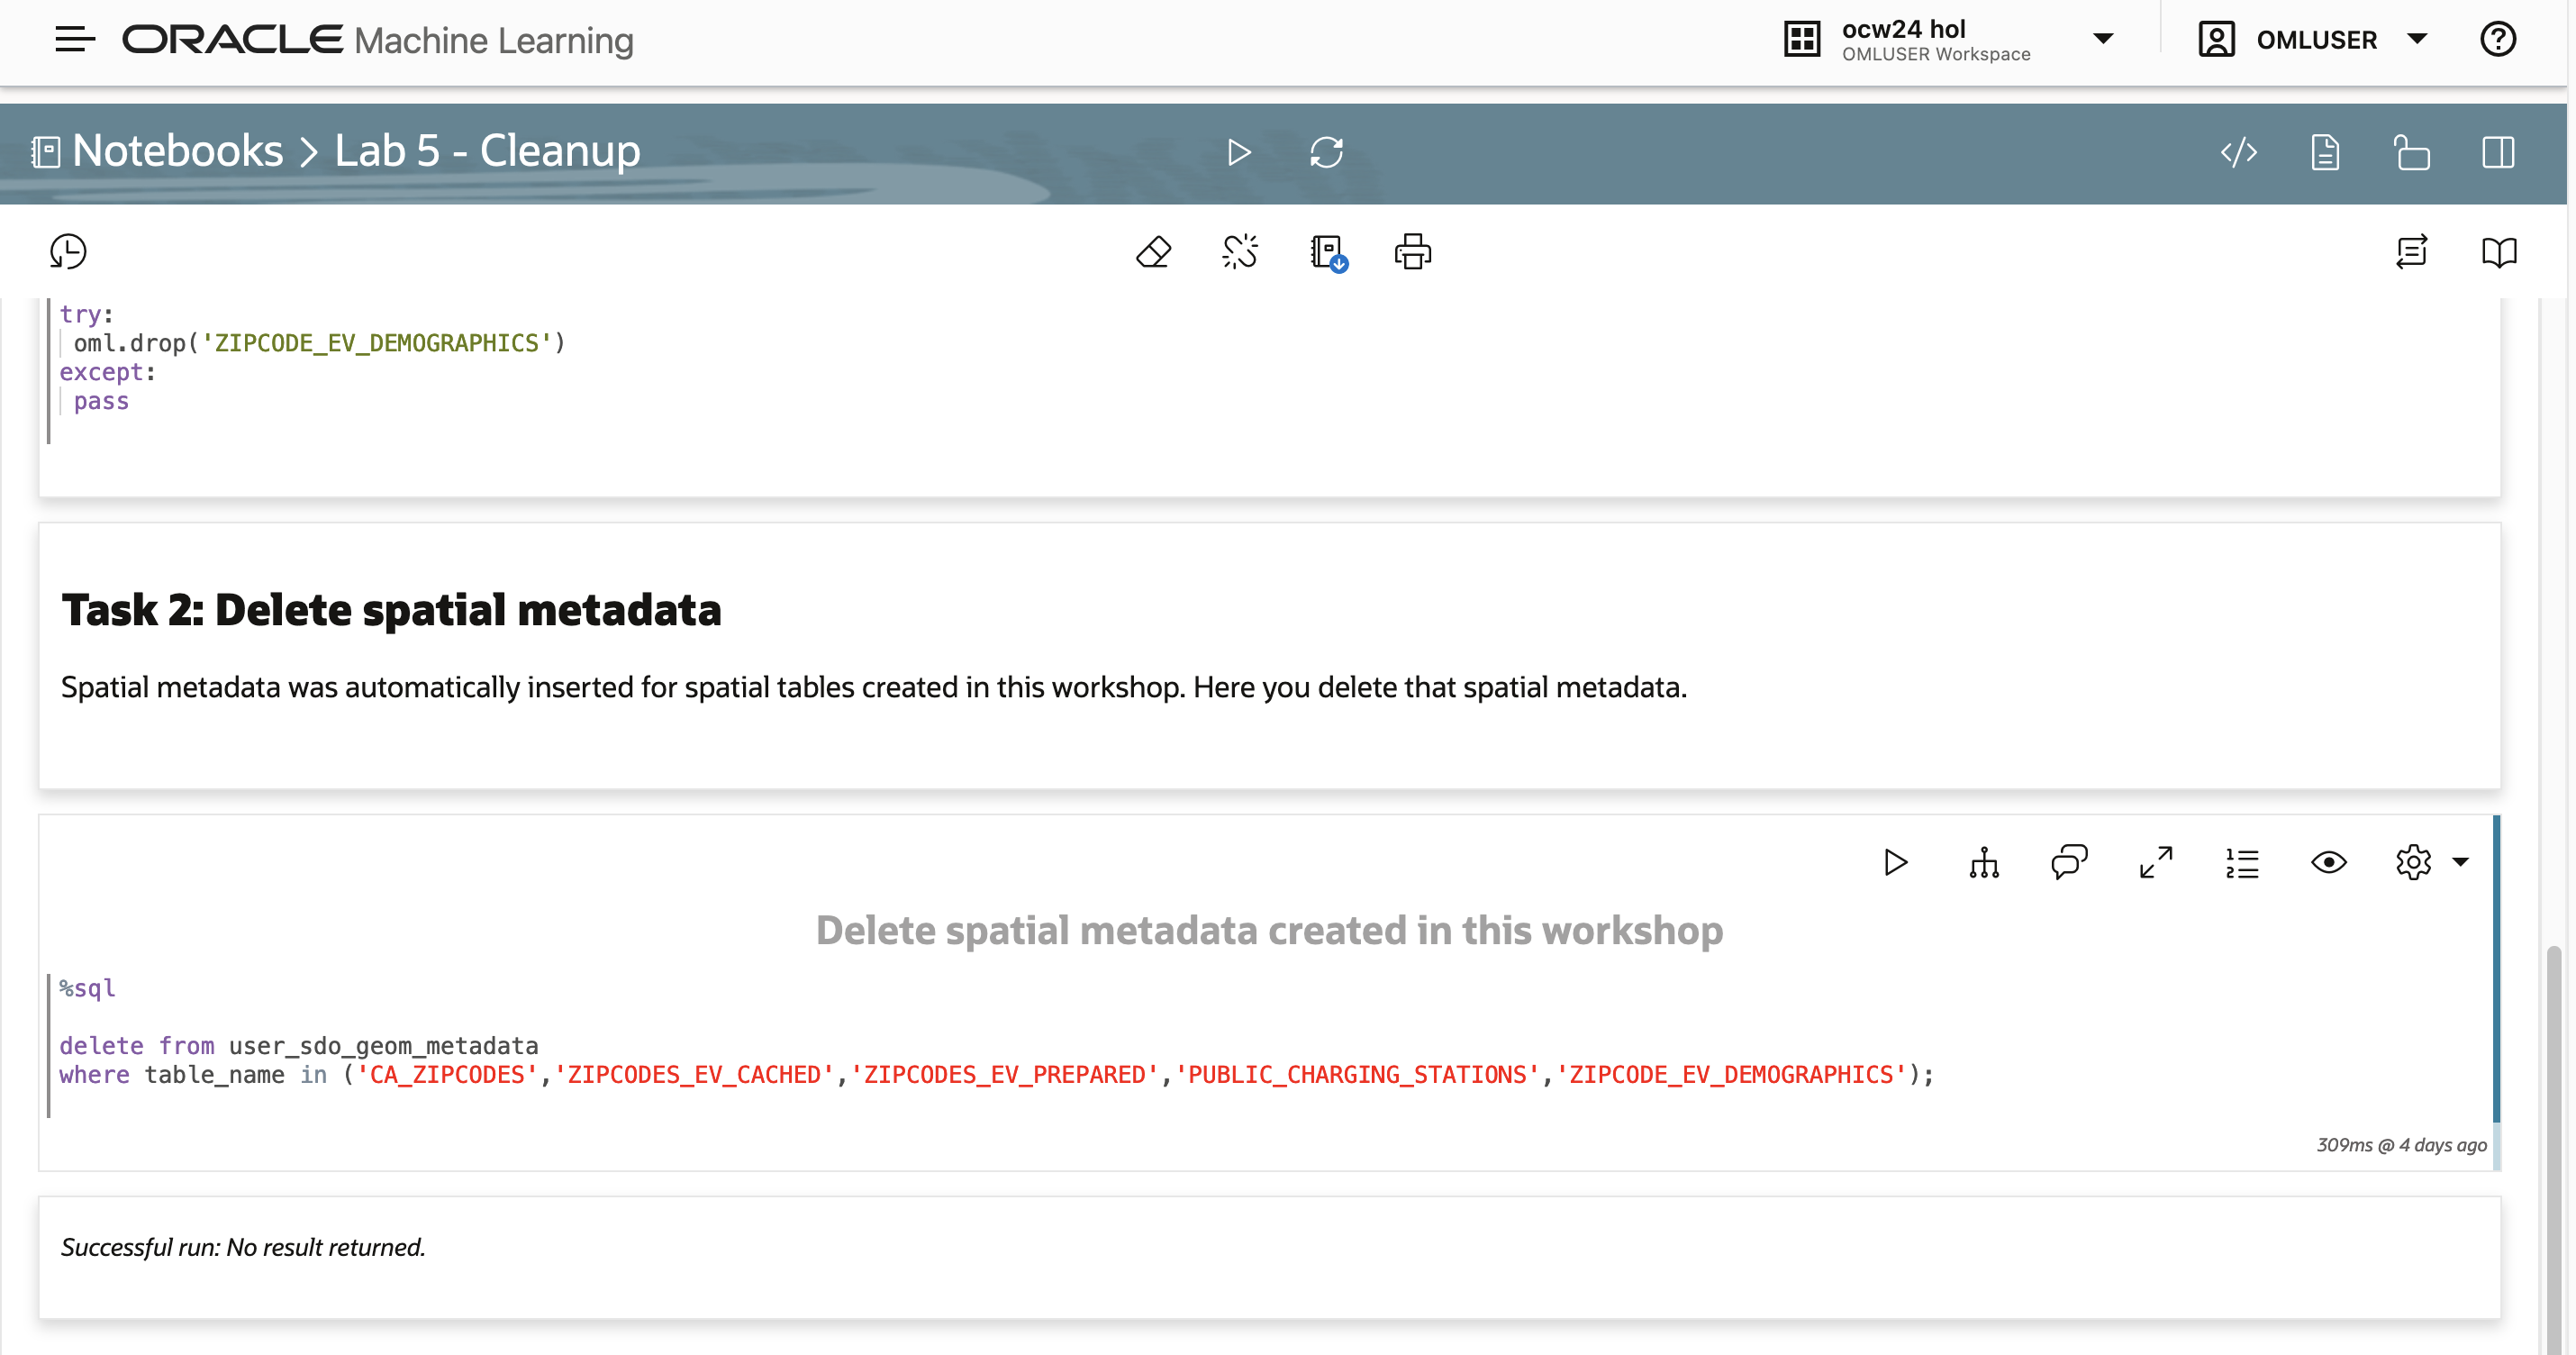 ORACLE Machine Learning
ocw24 hol
OMLUSER Workspace
OMLUSER
Notebooks > Lab 5 - Cleanup
try:
oml.drop('ZIPCODE_EV_DEMOGRAPHICS')
except:
pass
Task 2: Delete spatial metadata
Spatial metadata was automatically inserted for spatial tables created in this workshop. Here you delete that spatial metadata.
Delete spatial metadata created in this workshop
%sql
delete from user_sdo_geom_metadata
where table_name in ('CA_ZIPCODES','ZIPCODES_EV_CACHED','ZIPCODES_EV_PREPARED','PUBLIC_CHARGING_STATIONS','ZIPCODE_EV_DEMOGRAPHICS');
309ms @ 4 days ago
Successful run: No result returned.